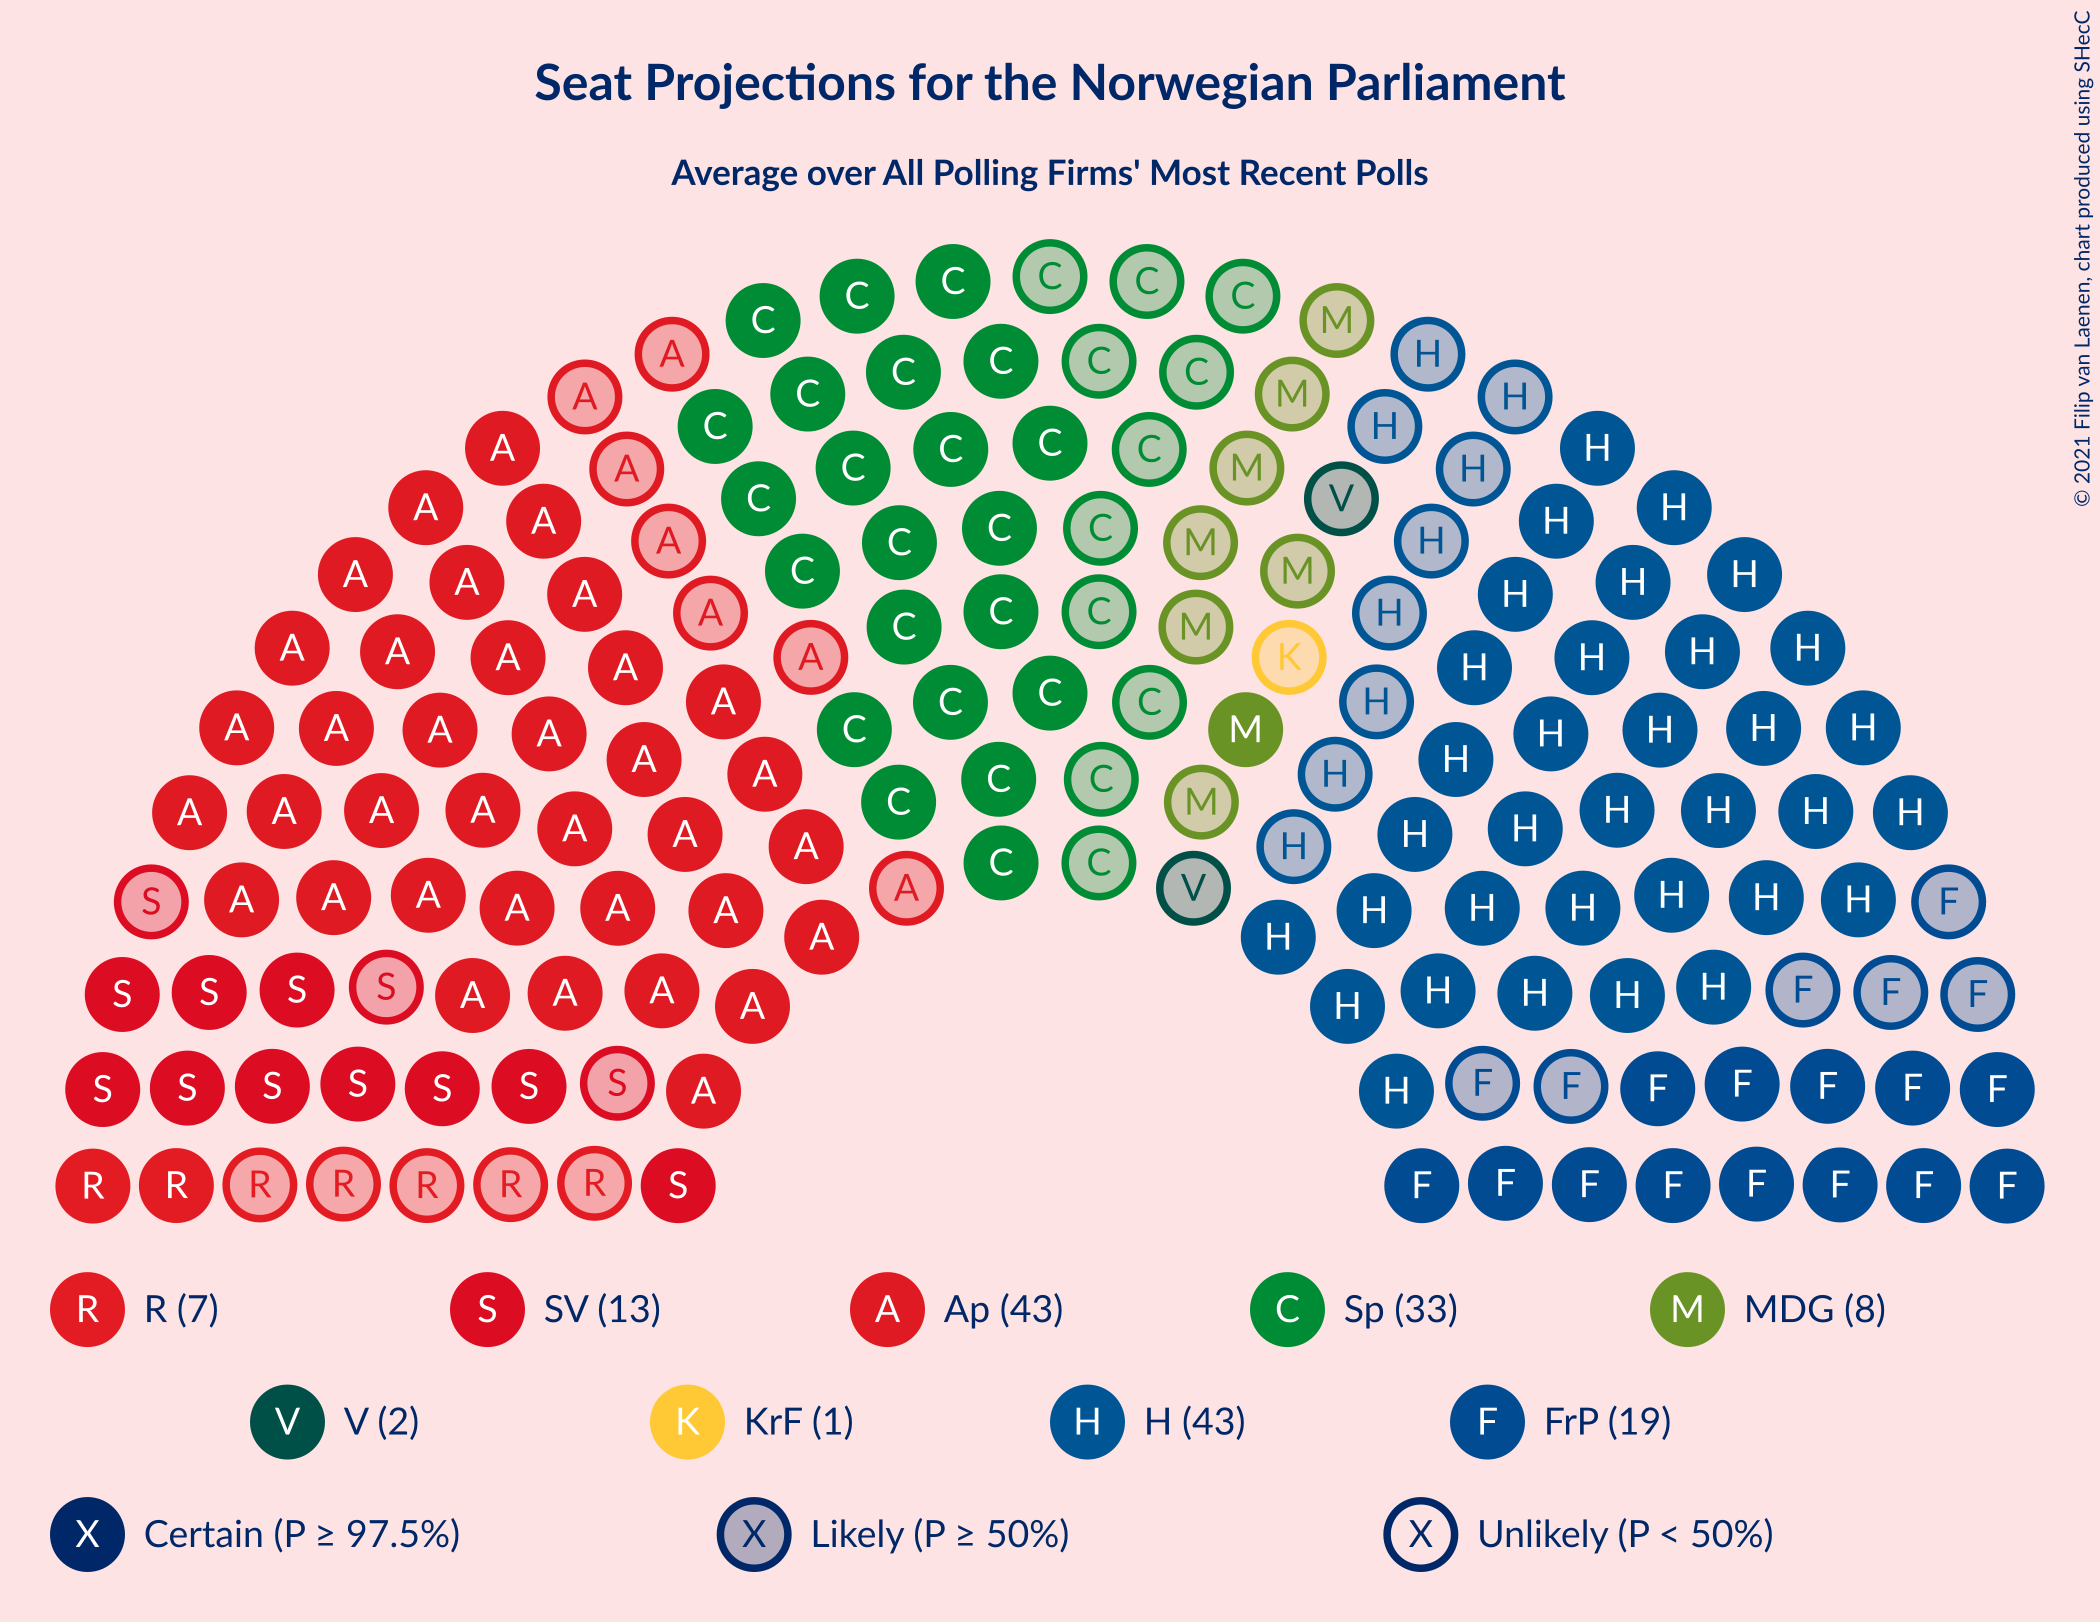 Seat Projections for the Norwegian Parliament
Average over All Polling Firms' Most Recent Polls
© 2021 Filip van Laenen, chart produced using SHecC
C C C C C C
A A C M H H
C C C C C M
A C C C C C M V H H H
A A C C C C M M H H H
A A A A A C C C M K H H H H
A A A A A A C C C C M H H H H H H
A A A A A A A C C C M H H H H H H H
S A A A A A A A A C C V H H H H H H H H F
S S S S A A A A H H H H H F F F
S S S S S S S A H F F F F F F F
R R R R R R R S F F F F F F F F
R R (7) S SV (13) A Ap (43) C Sp (33) M MDG (8)
V V (2) K KrF (1) H H (43) F FrP (19)
X Certain (P ≥ 97.5%) X Likely (P ≥ 50%) X Unlikely (P < 50%)